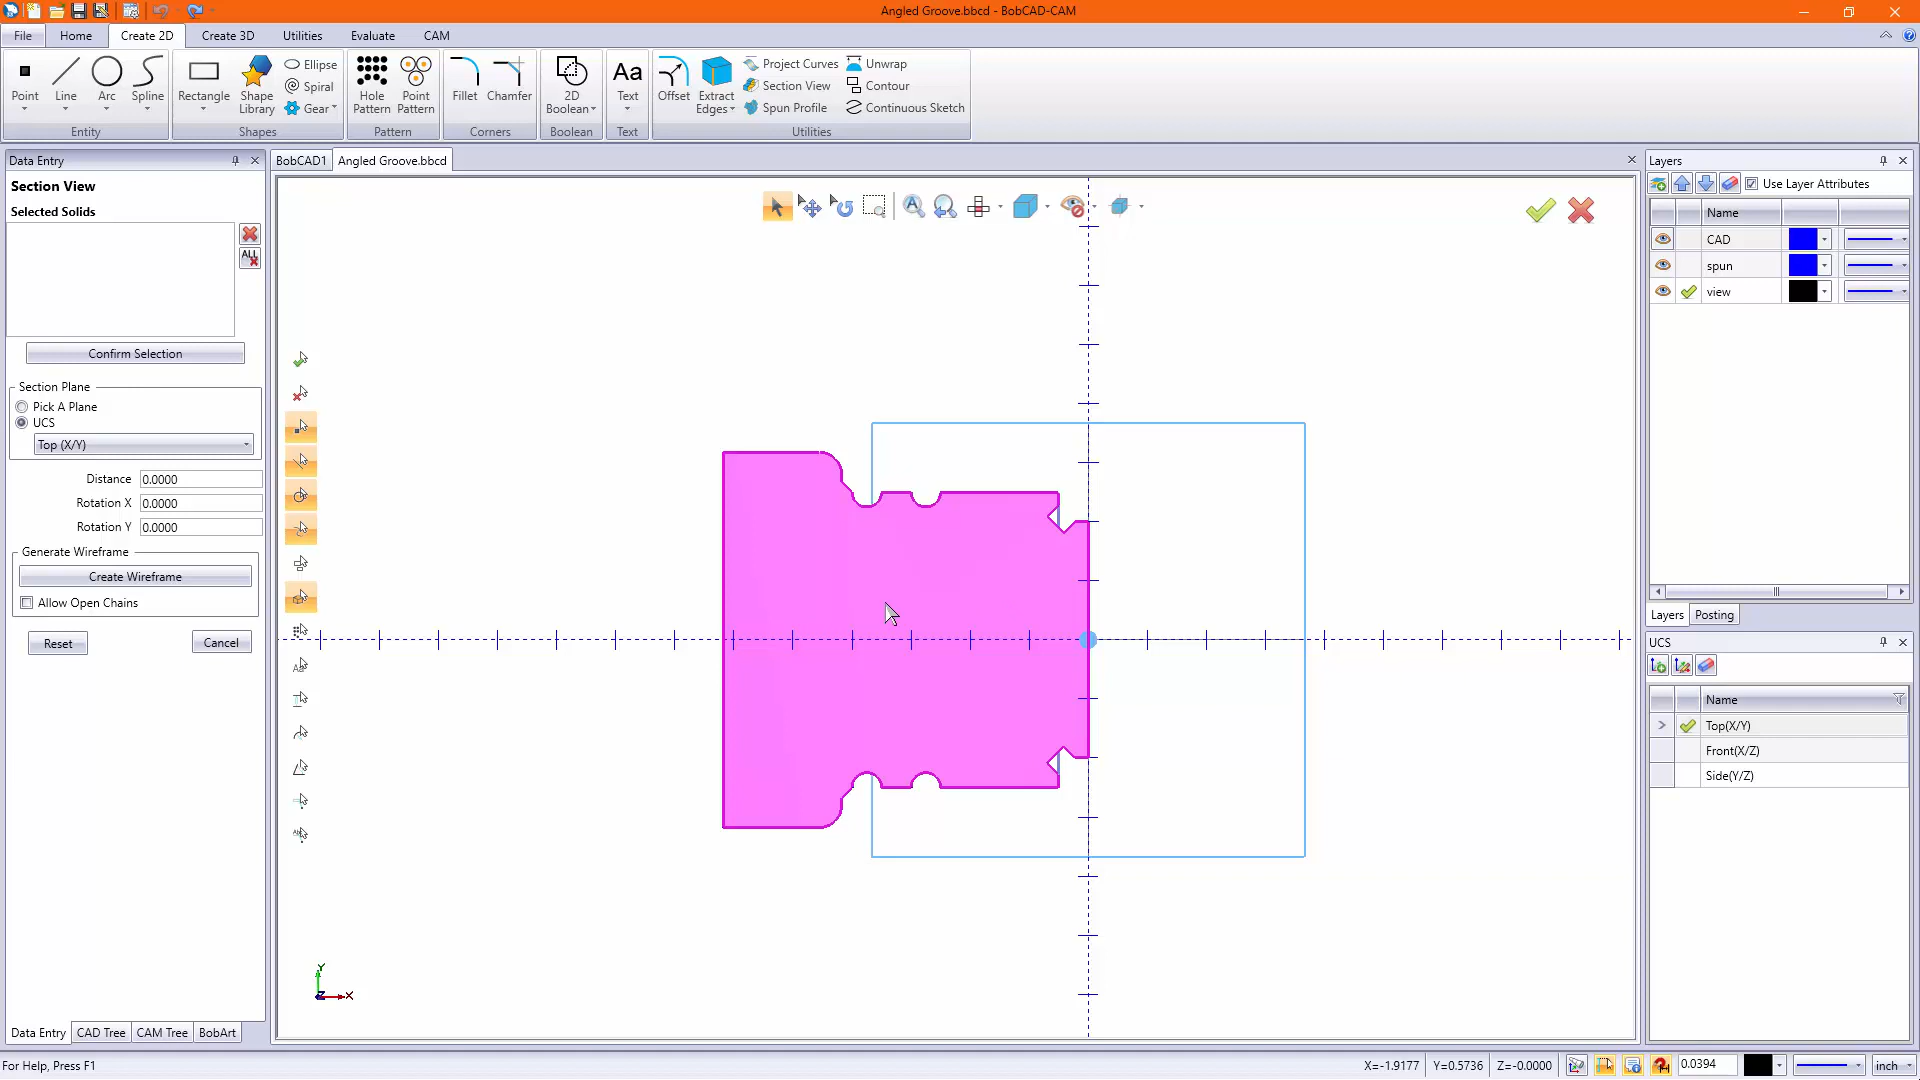 Angled Groove.bbcd - BobCAD-CAM
File Home Create 2D Create 3D Utilities Evaluate CAM
Point Line Arc Spline
Entity
Rectangle Shape Library Ellipse Spiral Gear
Shapes
Hole Pattern Point Pattern
Pattern
Fillet Chamfer
Corners
2D Boolean
Boolean
Aa Text
Text
Offset Extract Edges Project Curves Section View Spun Profile Unwrap Contour Continuous Sketch
Utilities
Data Entry
Section View
Selected Solids
ALL
Confirm Selection
Section Plane
Pick A Plane
UCS
Top (X/Y)
Distance 0.0000
Rotation X 0.0000
Rotation Y 0.0000
Generate Wireframe
Create Wireframe
Allow Open Chains
Reset Cancel
Data Entry CAD Tree CAM Tree BobArt
BobCAD1 Angled Groove.bbcd
Y
Z X
Layers
Use Layer Attributes
Name
CAD
spun
view
Layers Posting
UCS
Name
Top(X/Y)
Front(X/Z)
Side(Y/Z)
For Help, Press F1
X=-1.9177 Y=0.5736 Z=-0.0000 0.0394 inch